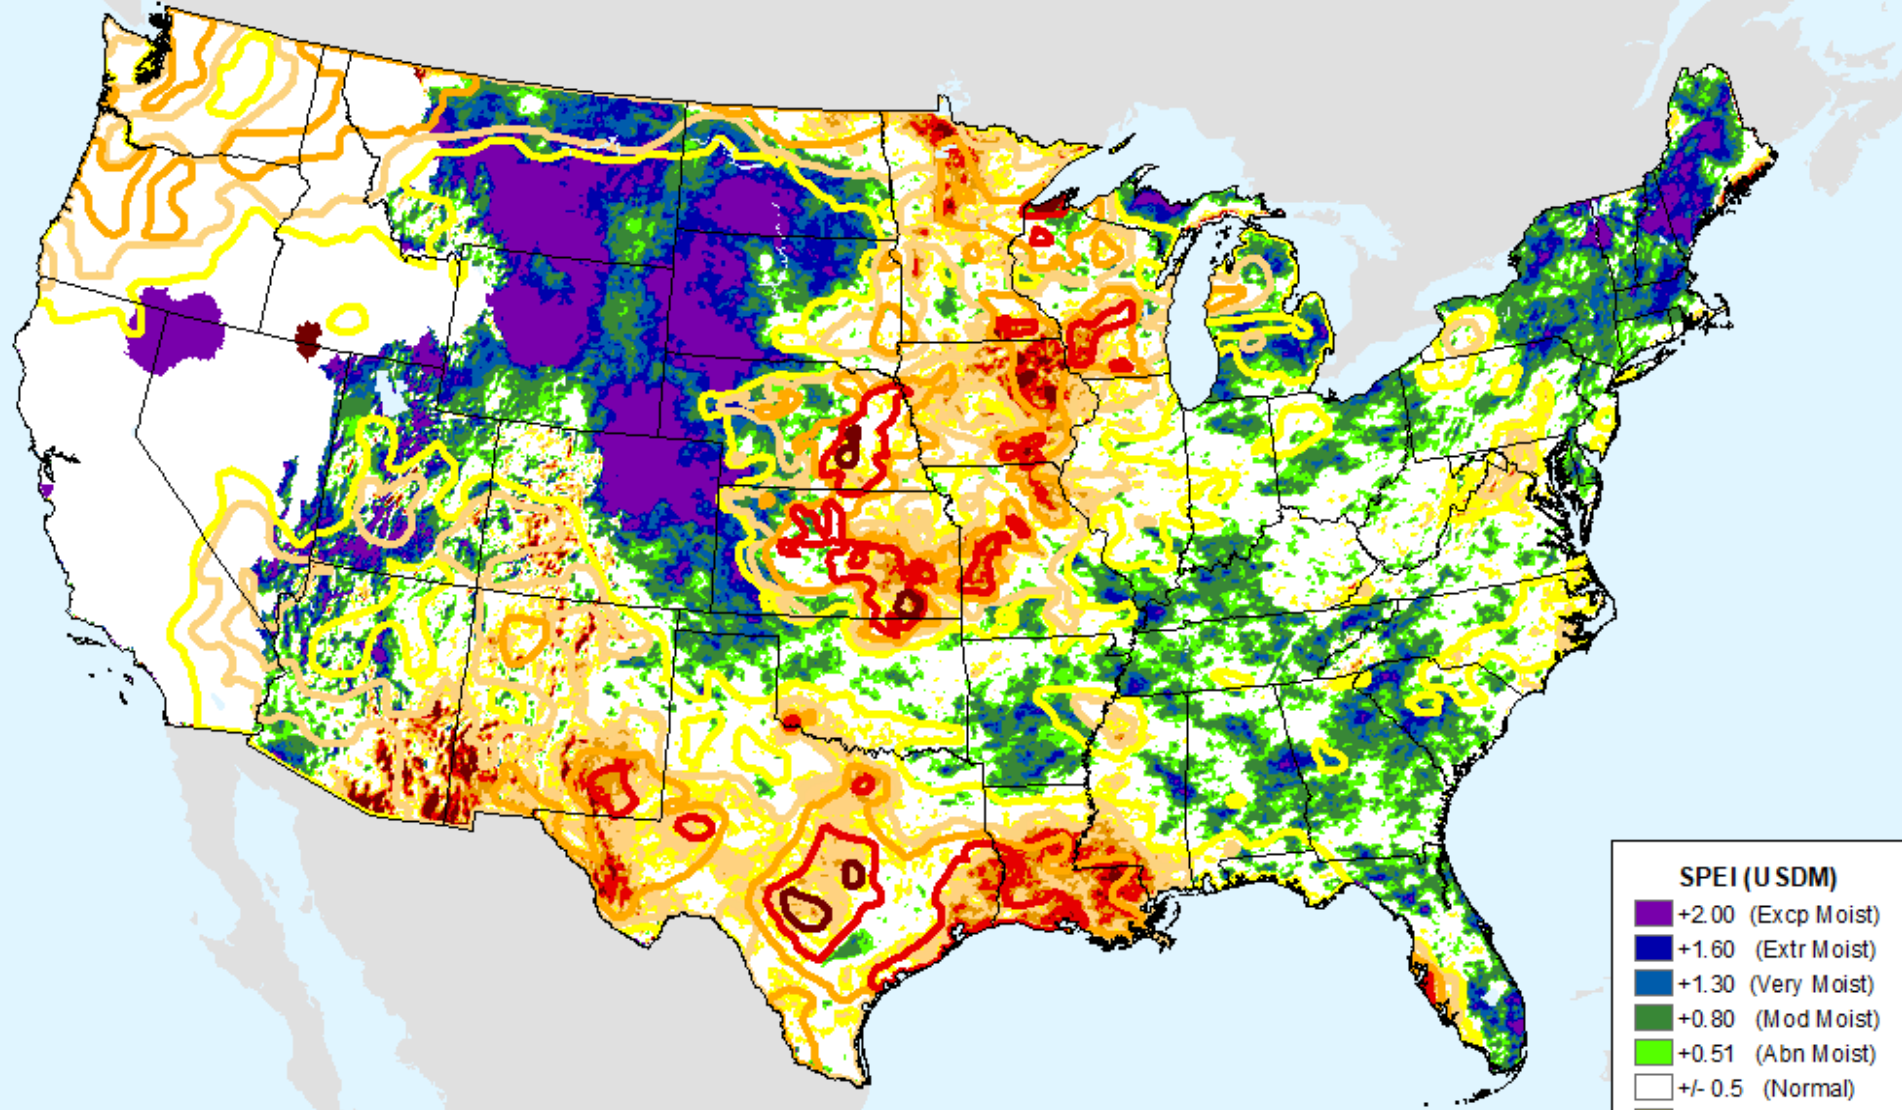 SPEI (USDM)
+2.00 (Excp Moist)
+1.60 (Extr Moist)
+1.30 (Very Moist)
+0.80 (Mod Moist)
+0.51 (Abn Moist)
+/- 0.5 (Normal)